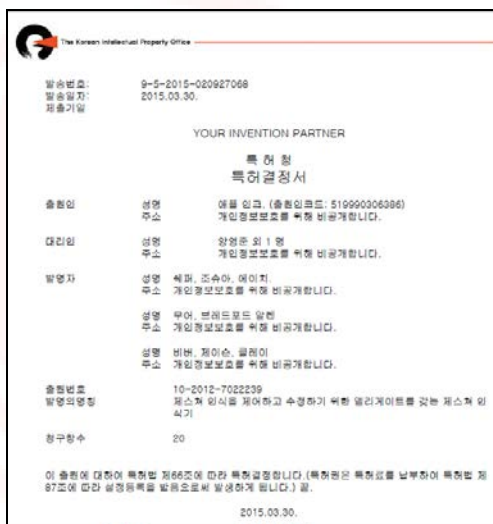 The Korean Intellectual Property Office
발송번호: 9-5-2015-020927068
발송일자: 2015.03.30.
제출기일
YOUR INVENTION PARTNER
특 허 청
특허결정서
출원인 성명 애플 인크. (출원인코드: 519990306386)
주소 개인정보보호를 위해 비공개합니다.
대리인 성명 양영준 외 1 명
주소 개인정보보호를 위해 비공개합니다.
발명자 성명 쉐퍼, 조슈아, 에이치.
주소 개인정보보호를 위해 비공개합니다.
성명 무어, 브레드포드 알렌
주소 개인정보보호를 위해 비공개합니다.
성명 비버, 제이슨, 클레이
주소 개인정보보호를 위해 비공개합니다.
출원번호 10-2012-7022239
발명의명칭 제스쳐 인식을 제어하고 수정하기 위한 델리게이트를 갖는 제스쳐 인
식기
청구항수 20
이 출원에 대하여 특허법 제66조에 따라 특허결정합니다.(특허권은 특허료를 납부하여 특허법 제
87조에 따라 설정등록을 받음으로써 발생하게 됩니다.) 끝.
2015.03.30.